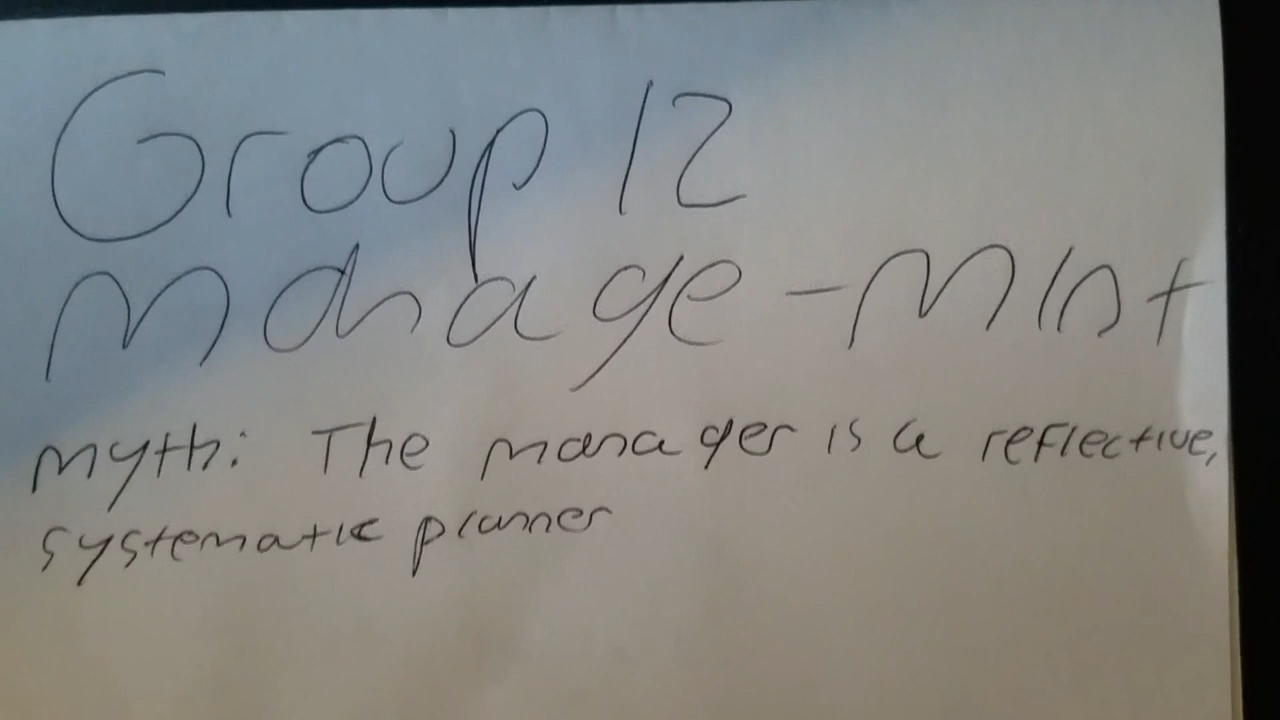 Group 12
Manage-Mint
Myth: The manager is a reflective,
systematic planner